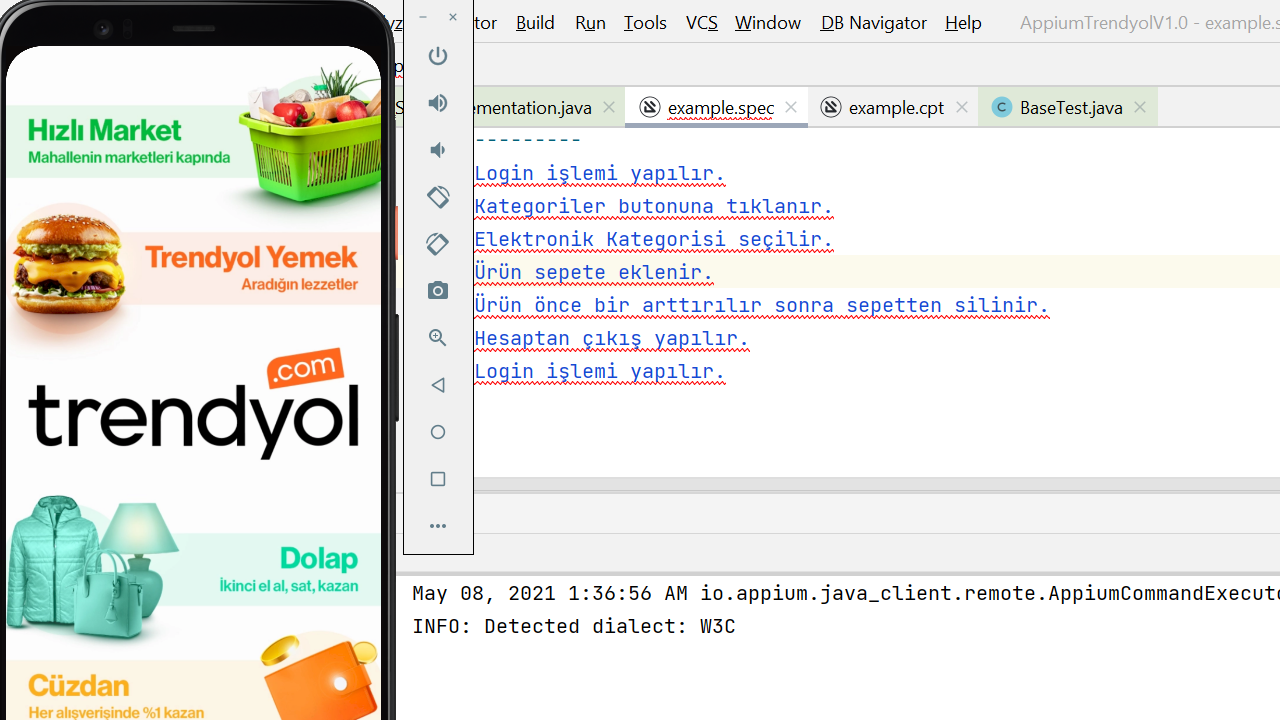 Hızlı Market
Mahallenin marketleri kapında
Trendyol Yemek
Aradığın lezzetler
.com
trendyol
Dolap
İkinci el al, sat, kazan
Cüzdan
Her alışverişinde %1 kazan
Build Run Tools VCS Window DB Navigator Help AppiumTrendyolV1.0 - example.s
ementation.java example.spec example.cpt C BaseTest.java
---------
Login işlemi yapılır.
Kategoriler butonuna tıklanır.
Elektronik Kategorisi seçilir.
Ürün sepete eklenir.
Ürün önce bir arttırılır sonra sepetten silinir.
Hesaptan çıkış yapılır.
Login işlemi yapılır.
May 08, 2021 1:36:56 AM io.appium.java_client.remote.AppiumCommandExecuto
INFO: Detected dialect: W3C